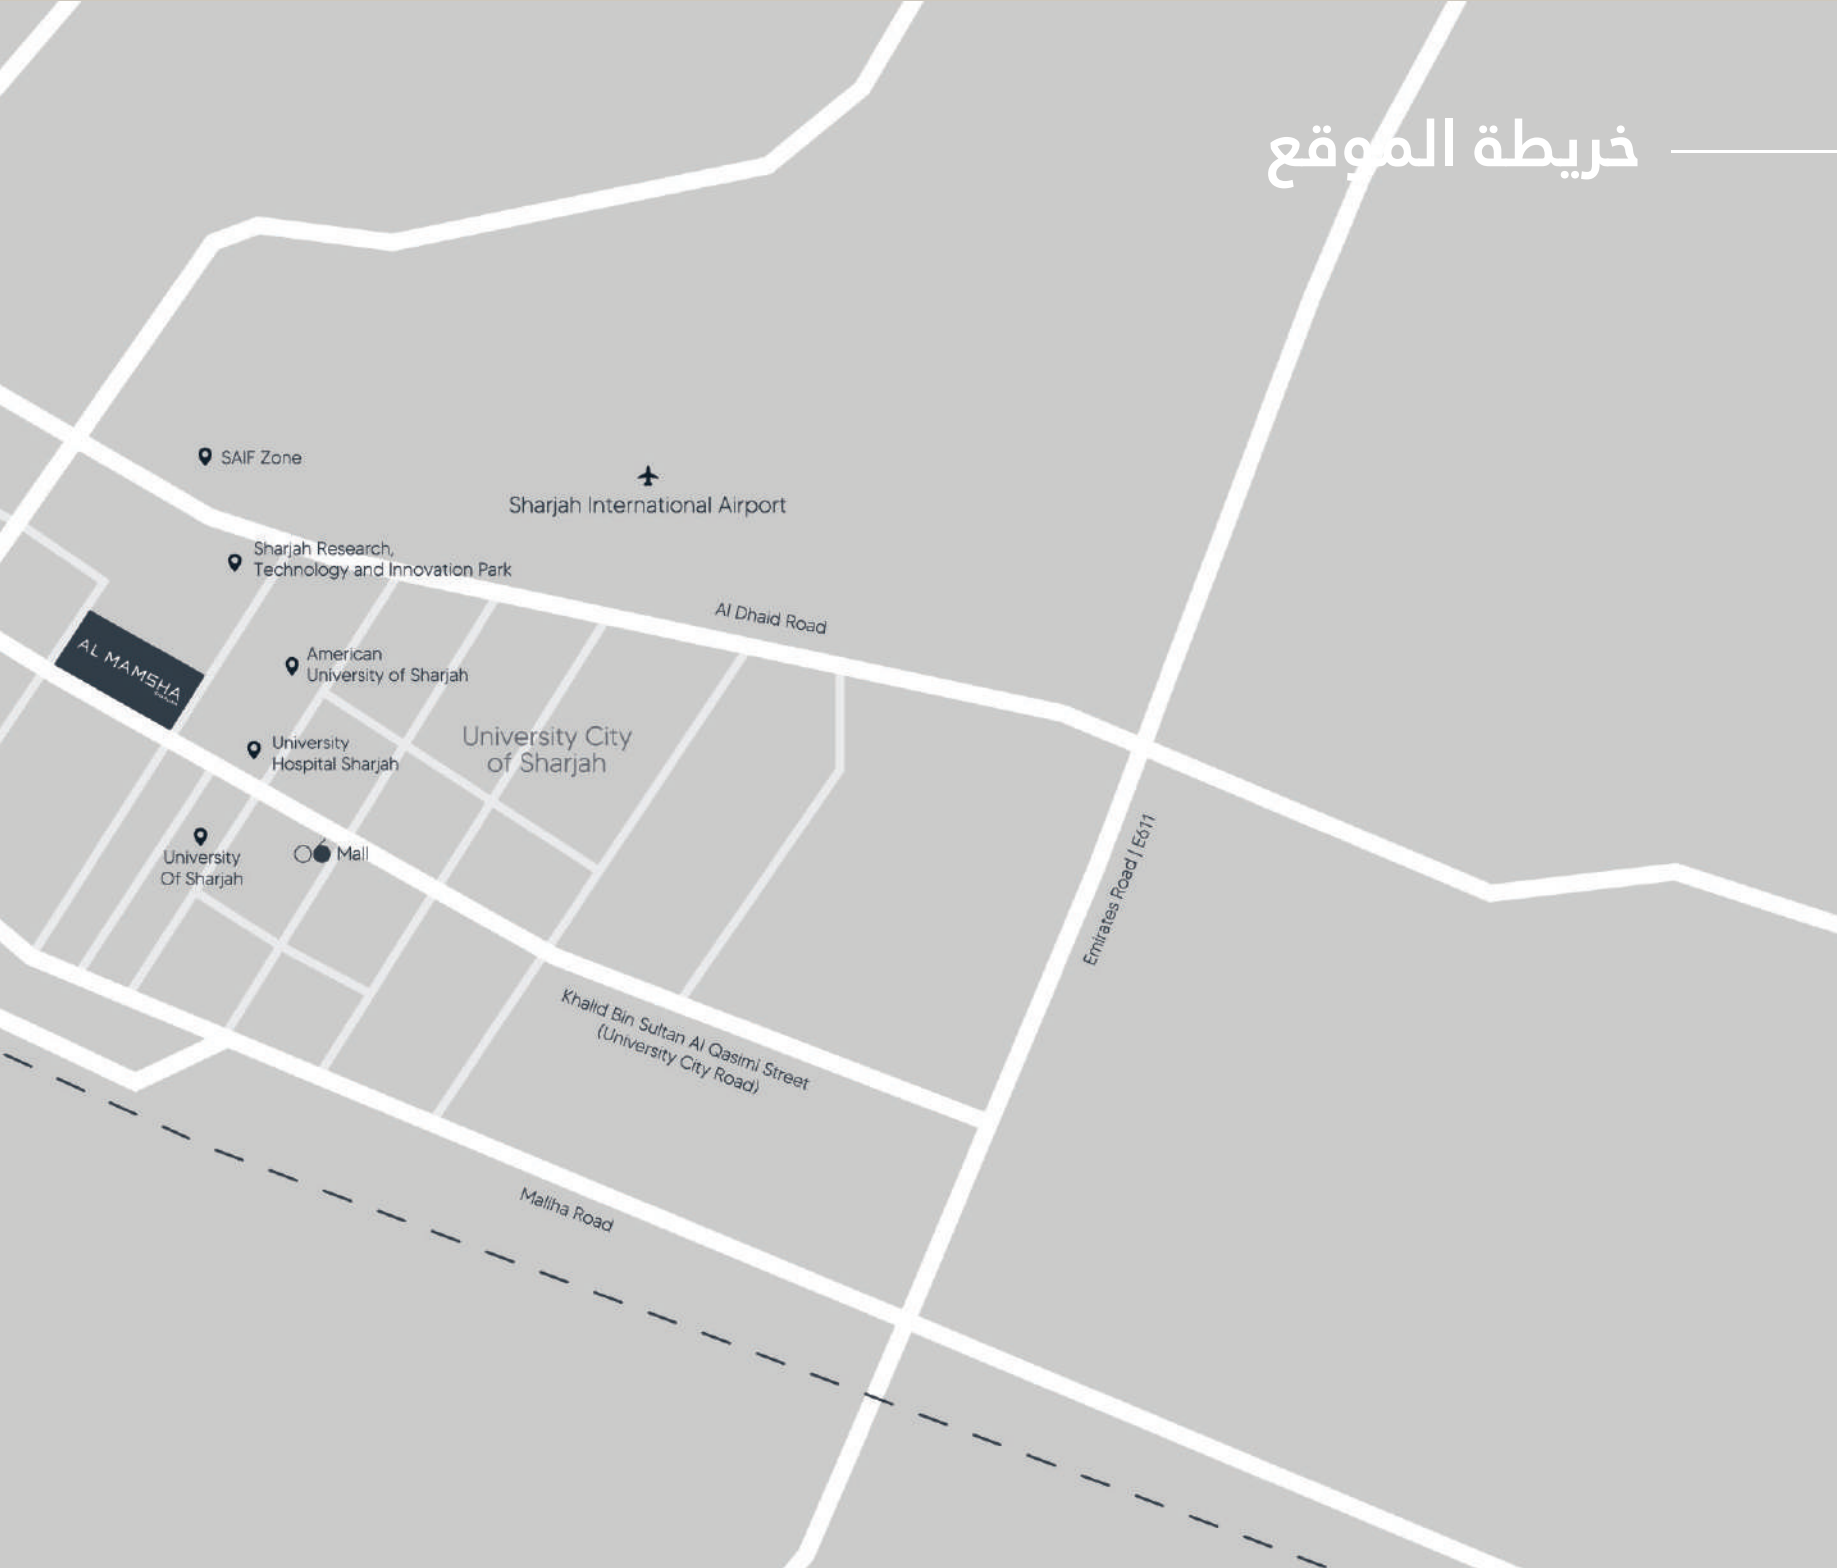 خريطة الموقع
SAIF Zone
Sharjah International Airport
Sharjah Research,
Technology and Innovation Park
Al Dhaid Road
AL MAMSHA
American
University of Sharjah
University City
of Sharjah
University
Hospital Sharjah
University
Of Sharjah
06 Mall
Emirates Road | E611
Khalid Bin Sultan Al Qasimi Street
(University City Road)
Maliha Road